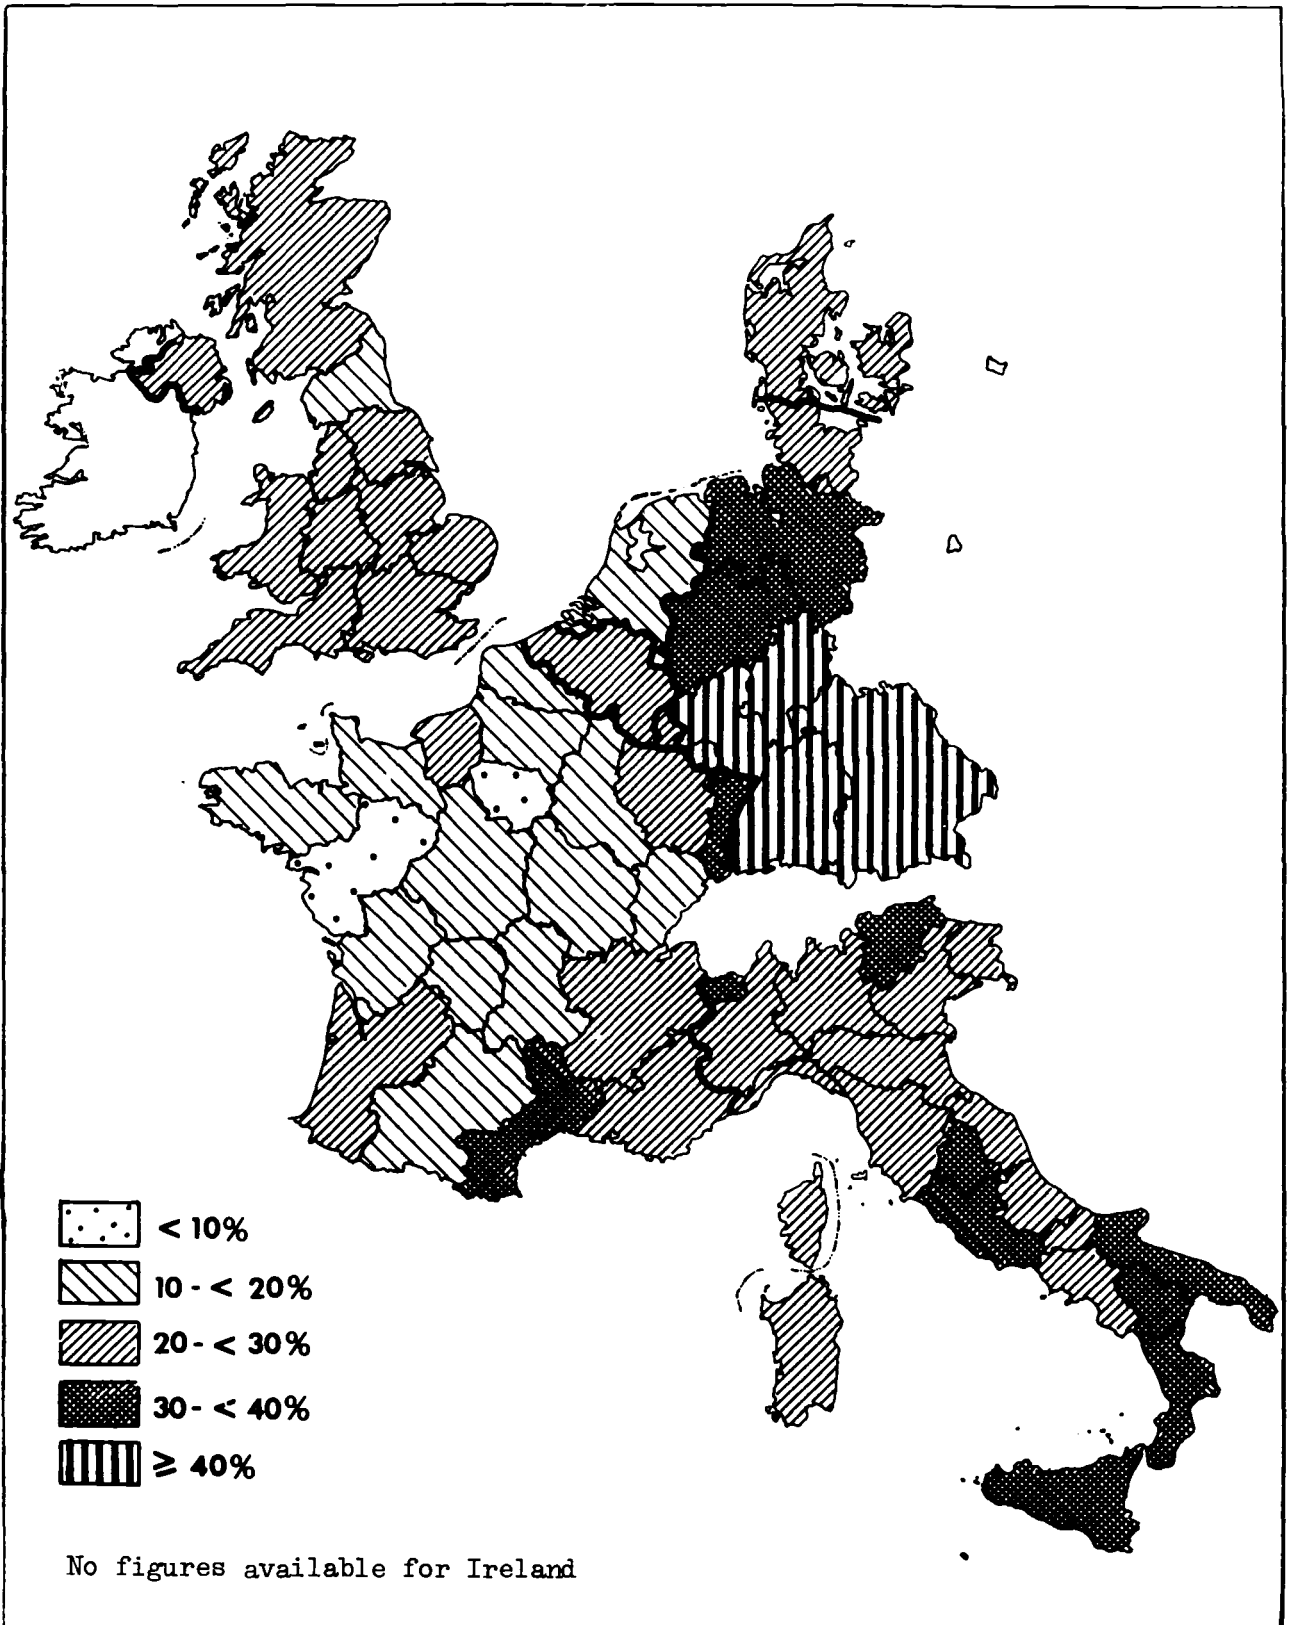 < 10%
10 - < 20%
20 - < 30%
30 - < 40%
≥ 40%
No figures available for Ireland